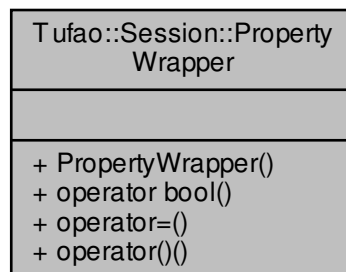 Tufao::Session::Property
Wrapper
+ PropertyWrapper()
+ operator bool()
+ operator=()
+ operator()()